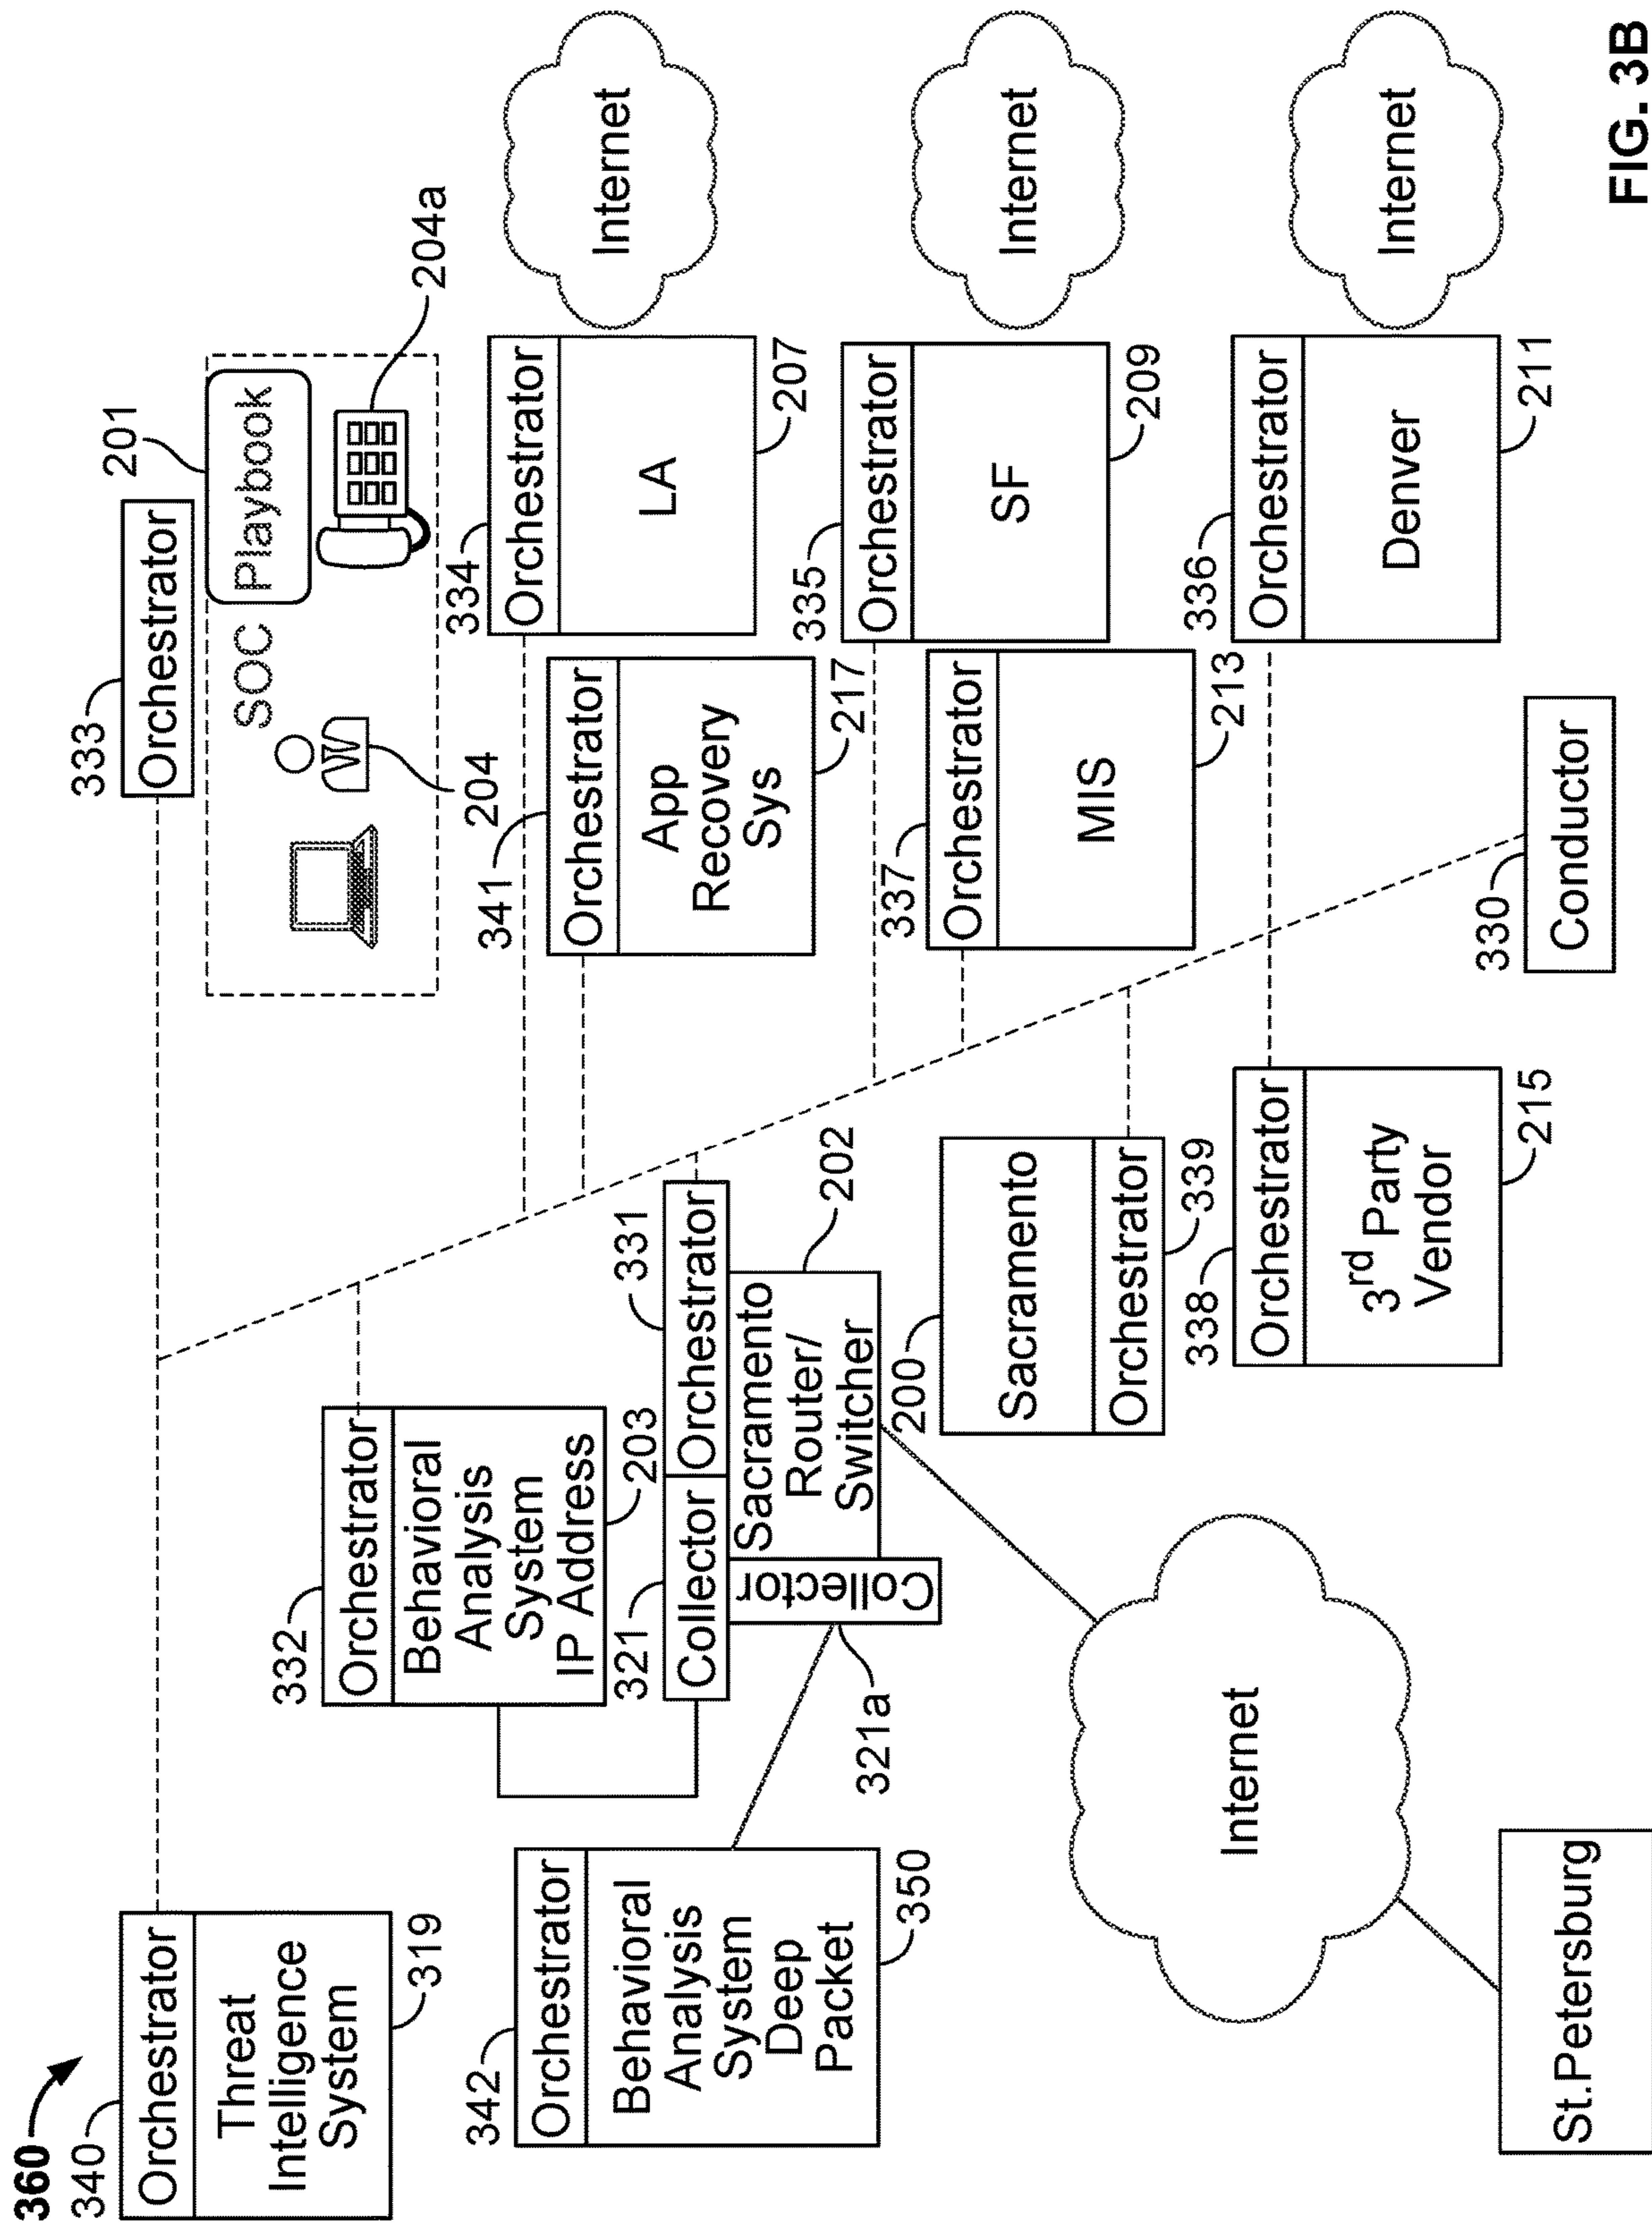 360
340
Orchestrator
Threat
Intelligence
System
319
333
Orchestrator
201
SOC
Playbook
204
204a
332
Orchestrator
Behavioral
Analysis
System
IP Address
203
342
Orchestrator
Behavioral
Analysis
System
Deep
Packet
350
321
Collector
331
Orchestrator
Sacramento
Router/
Switcher
202
Collector
321a
341
Orchestrator
App
Recovery
Sys
217
334
Orchestrator
LA
207
Internet
335
Orchestrator
SF
209
Internet
337
Orchestrator
MIS
213
200
Sacramento
Orchestrator
339
336
Orchestrator
Denver
211
Internet
338
Orchestrator
3rd Party
Vendor
215
Internet
St.Petersburg
330
Conductor
FIG. 3B